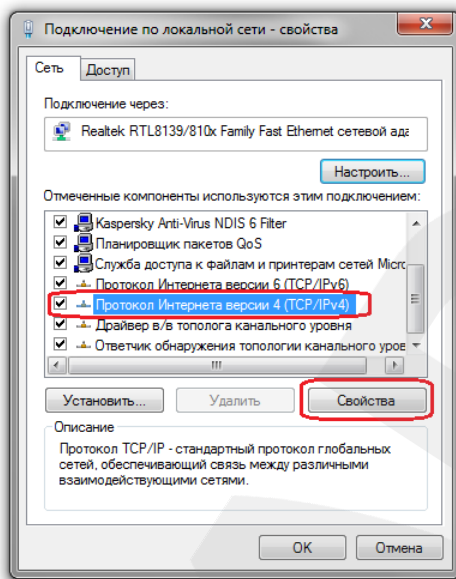 Подключение по локальной сети - свойства
Сеть
Доступ
Подключение через:
Realtek RTL8139/810x Family Fast Ethernet сетевой ада
Настроить...
Отмеченные компоненты используются этим подключением:
Kaspersky Anti-Virus NDIS 6 Filter
Планировщик пакетов QoS
Служба доступа к файлам и принтерам сетей Micro
Протокол Интернета версии 6 (TCP/IPv6)
Протокол Интернета версии 4 (TCP/IPv4)
Драйвер в/в тополога канального уровня
Ответчик обнаружения топологии канального уров
Установить...
Удалить
Свойства
Описание
Протокол TCP/IP - стандартный протокол глобальных
сетей, обеспечивающий связь между различными
взаимодействующими сетями.
OK
Отмена